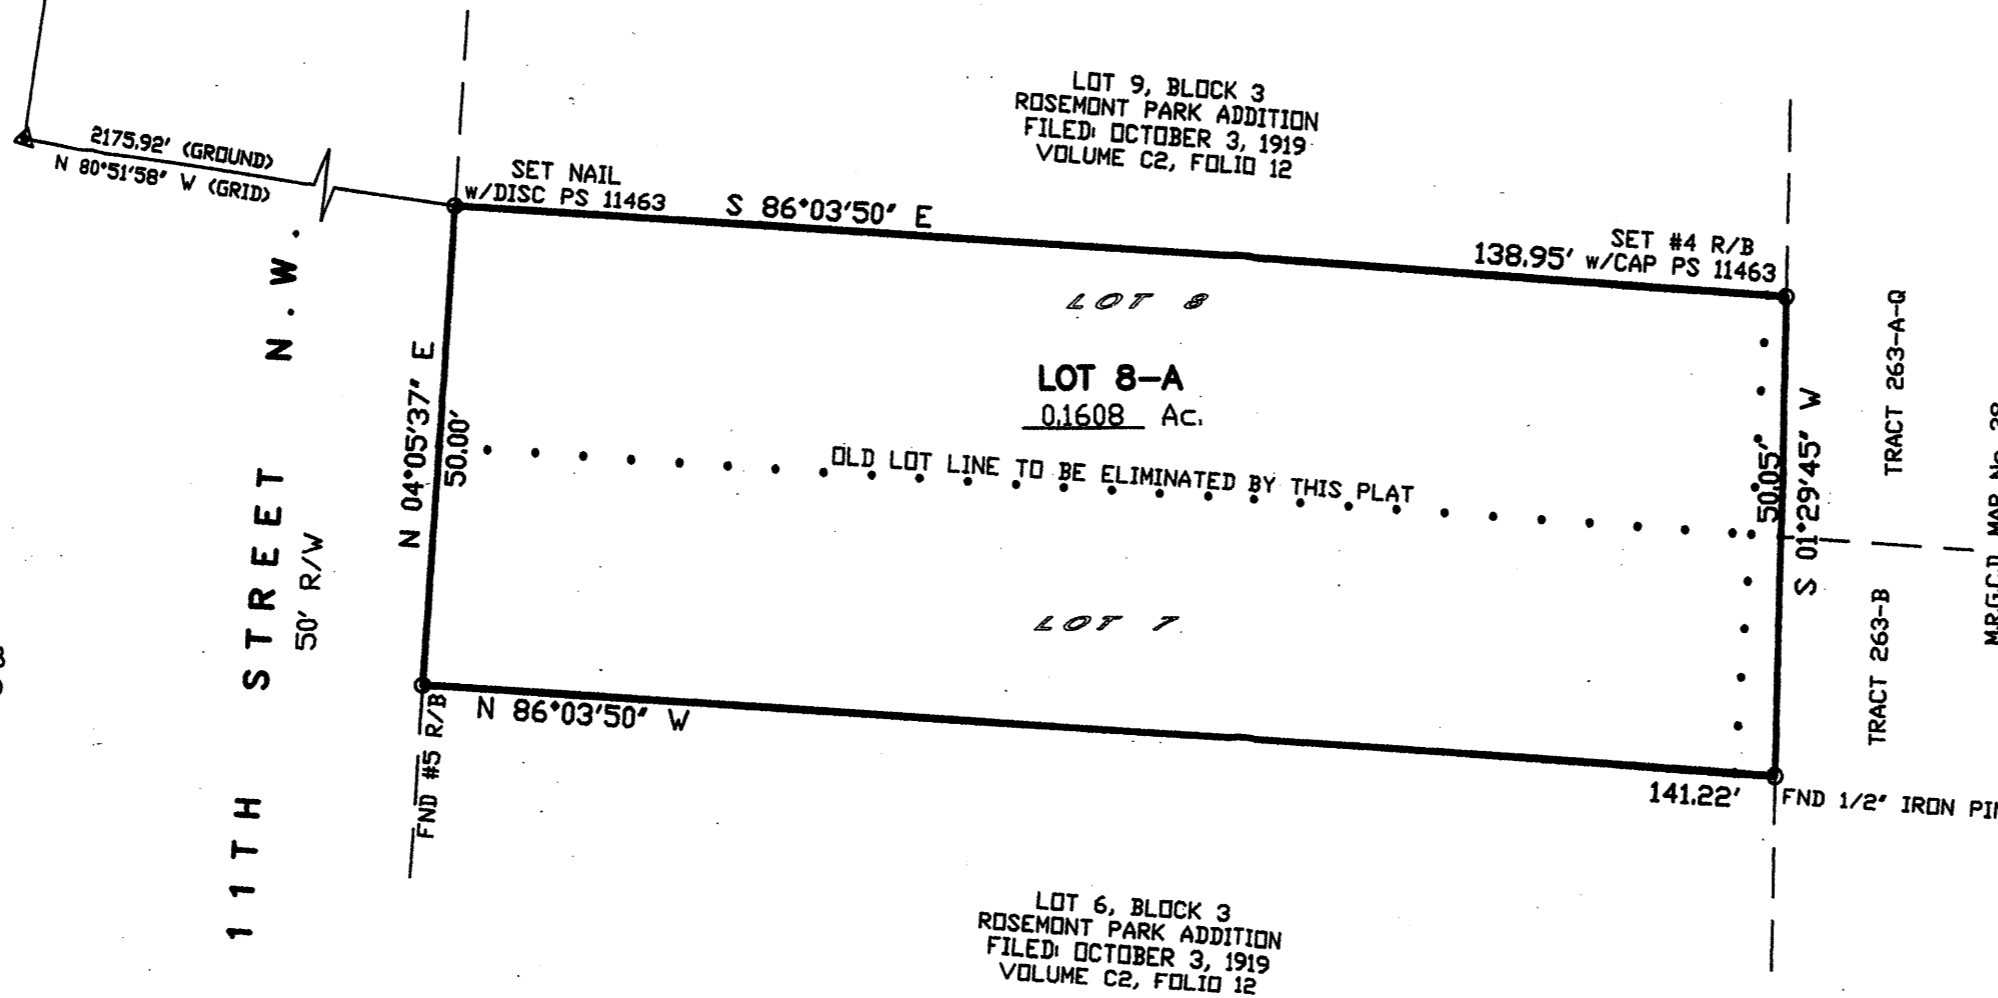 LOT 9, BLOCK 3
ROSEMONT PARK ADDITION
FILED: OCTOBER 3, 1919
VOLUME C2, FOLIO 12
2175.92' (GROUND)
N 80°51'58" W (GRID)
SET NAIL
w/DISC PS 11463
S 86°03'50" E
138.95'
SET #4 R/B
w/CAP PS 11463
LOT 8
LOT 8-A
0.1608 Ac.
OLD LOT LINE TO BE ELIMINATED BY THIS PLAT
LOT 7
N 04°05'37" E
50.00'
50.05'
S 01°29'45" W
TRACT 263-A-Q
TRACT 263-B
11TH STREET N.W.
50' R/W
FND #5 R/B
N 86°03'50" W
141.22'
FND 1/2" IRON
M.R.G.C.D. MAP No.
LOT 6, BLOCK 3
ROSEMONT PARK ADDITION
FILED: OCTOBER 3, 1919
VOLUME C2, FOLIO 12